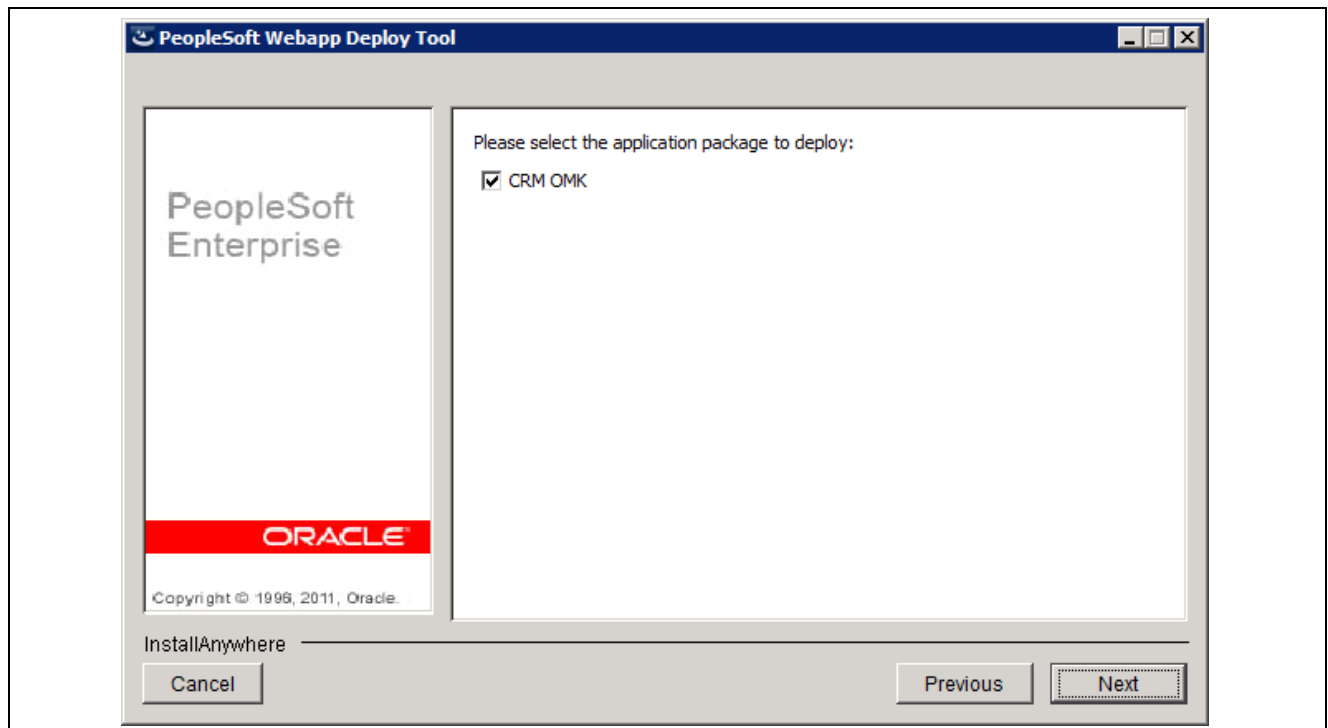 PeopleSoft Webapp Deploy Tool
Please select the application package to deploy:
CRM OMK
PeopleSoft
Enterprise
ORACLE
Copyright © 1996, 2011, Oracle.
InstallAnywhere
Cancel
Previous
Next